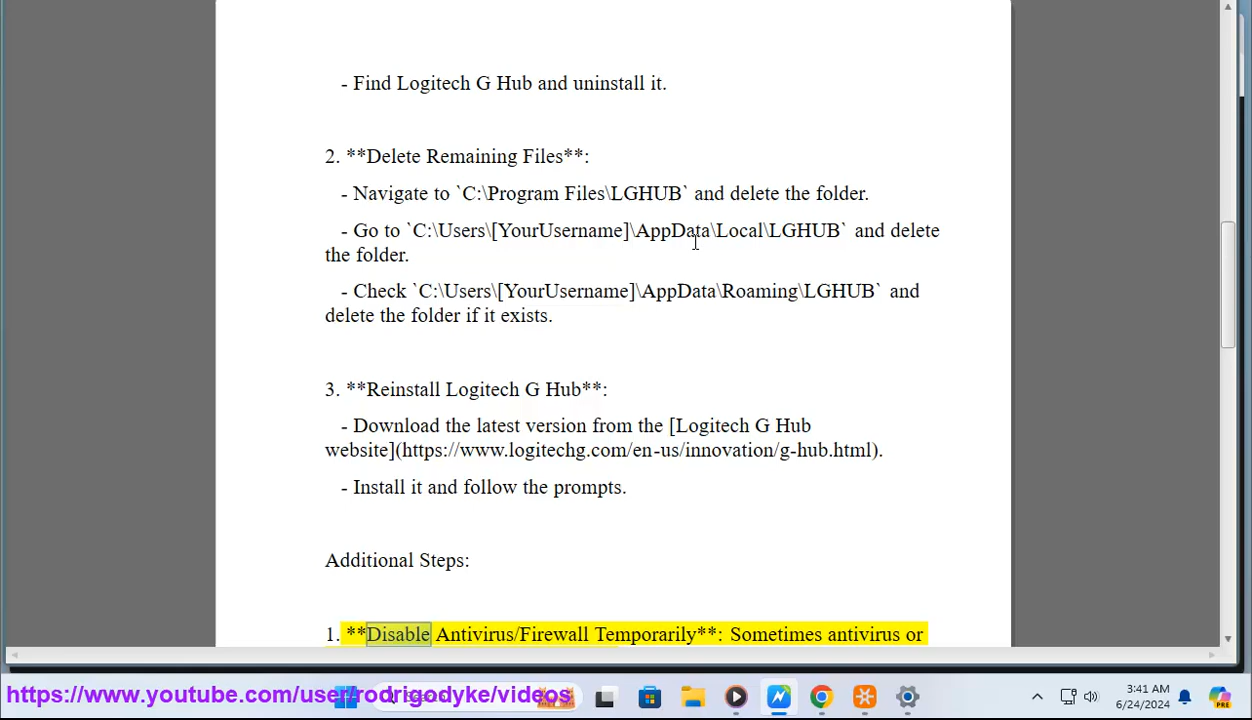 - Find Logitech G Hub and uninstall it.
2. **Delete Remaining Files**:
- Navigate to `C:\Program Files\LGHUB` and delete the folder.
- Go to `C:\Users\[YourUsername]\AppData\Local\LGHUB` and delete
the folder.
- Check `C:\Users\[YourUsername]\AppData\Roaming\LGHUB` and
delete the folder if it exists.
3. **Reinstall Logitech G Hub**:
- Download the latest version from the [Logitech G Hub
website](https://www.logitechg.com/en-us/innovation/g-hub.html).
- Install it and follow the prompts.
Additional Steps:
1. **Disable Antivirus/Firewall Temporarily**: Sometimes antivirus or
https://www.youtube.com/user/rodrigodyke/videos
3:41 AM
6/24/2024
PRE